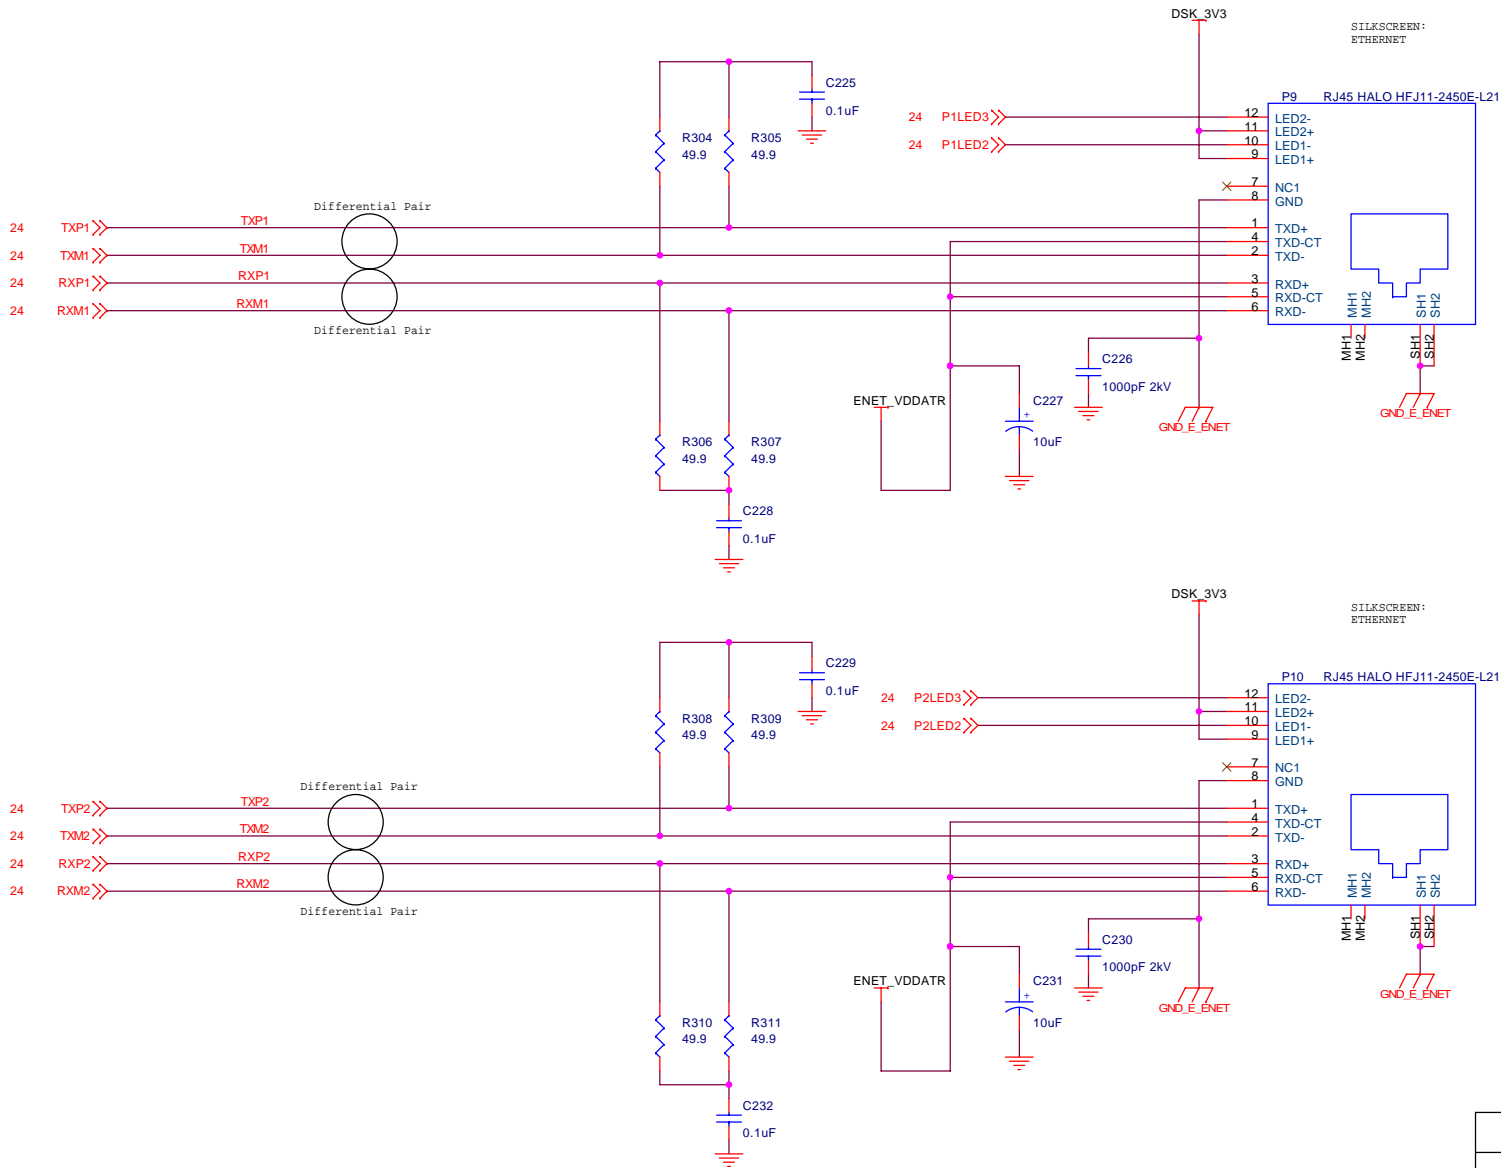 DSK_3V3
SILKSCREEN:
ETHERNET
C225
0.1uF
P9 RJ45 HALO HFJ11-2450E-L21
24 P1LED3
12 LED2-
11 LED2+
24 P1LED2
10 LED1-
9 LED1+
R304
49.9
R305
49.9
7 NC1
8 GND
Differential Pair
24 TXP1 TXP1
1 TXD+
4 TXD-CT
24 TXM1 TXM1
2 TXD-
24 RXP1 RXP1
3 RXD+
5 RXD-CT
24 RXM1 RXM1
6 RXD-
Differential Pair
MH1
MH2
SH1
SH2
MH1
MH2
SH1
SH2
C226
1000pF 2kV
ENET_VDDATR
C227
10uF
GND_E_ENET
GND_E_ENET
R306
49.9
R307
49.9
C228
0.1uF
DSK_3V3
SILKSCREEN:
ETHERNET
C229
0.1uF
P10 RJ45 HALO HFJ11-2450E-L21
24 P2LED3
12 LED2-
11 LED2+
24 P2LED2
10 LED1-
9 LED1+
R308
49.9
R309
49.9
7 NC1
8 GND
Differential Pair
24 TXP2 TXP2
1 TXD+
4 TXD-CT
24 TXM2 TXM2
2 TXD-
24 RXP2 RXP2
3 RXD+
5 RXD-CT
24 RXM2 RXM2
6 RXD-
Differential Pair
MH1
MH2
SH1
SH2
MH1
MH2
SH1
SH2
C230
1000pF 2kV
ENET_VDDATR
C231
10uF
GND_E_ENET
GND_E_ENET
R310
49.9
R311
49.9
C232
0.1uF